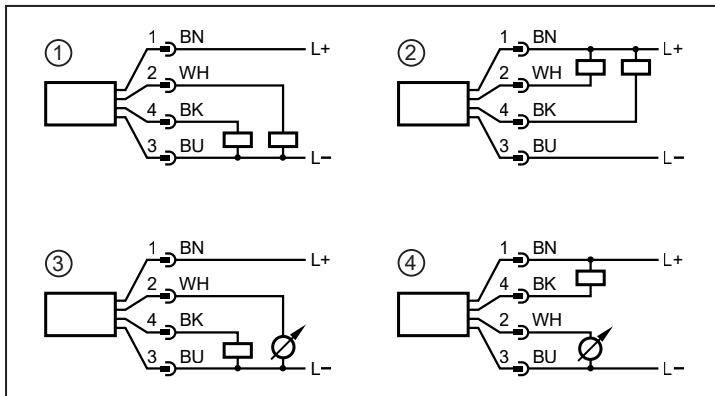 ①
1 BN L+
2 WH
4 BK
3 BU L−
②
1 BN L+
2 WH
4 BK
3 BU L−
③
1 BN L+
2 WH
4 BK
3 BU L−
④
1 BN L+
4 BK
2 WH
3 BU L−